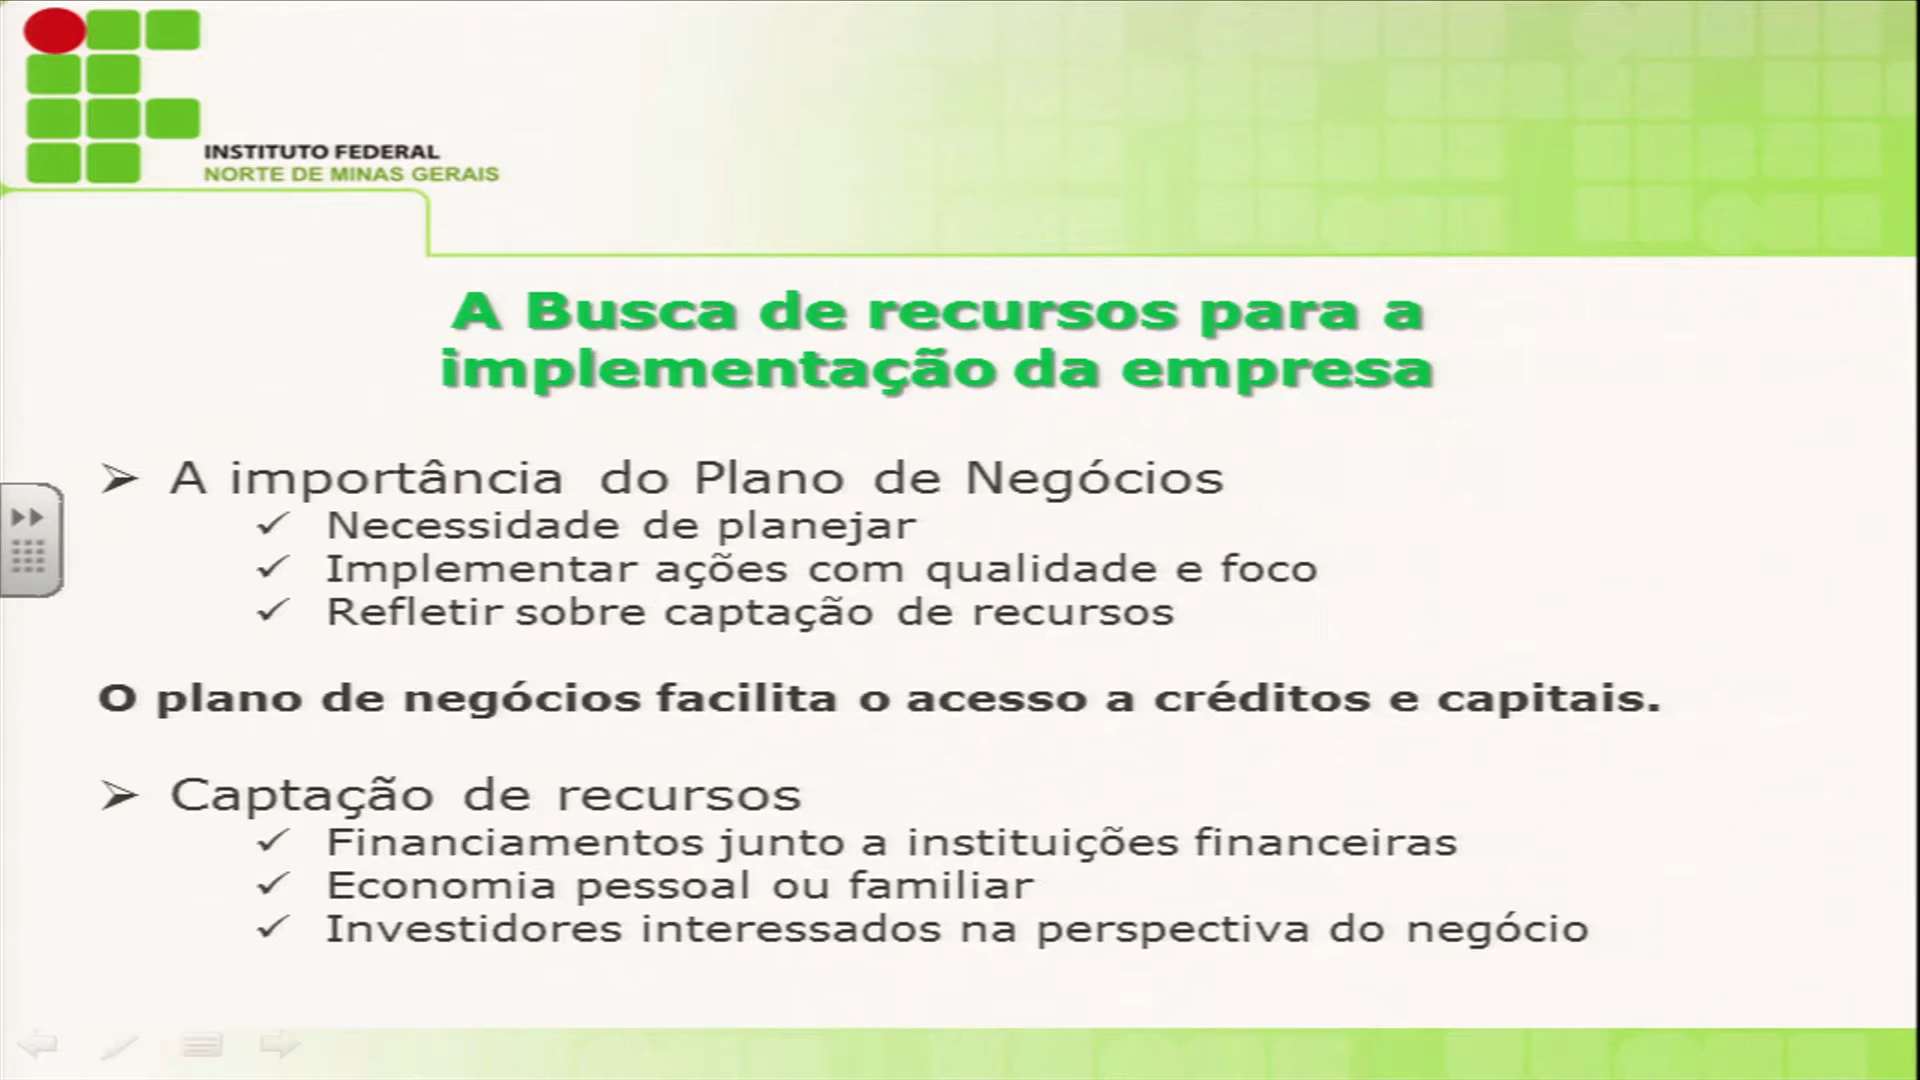 INSTITUTO FEDERAL
NORTE DE MINAS GERAIS
A Busca de recursos para a
implementação da empresa
A importância do Plano de Negócios
Necessidade de planejar
Implementar ações com qualidade e foco
Refletir sobre captação de recursos
O plano de negócios facilita o acesso a créditos e capitais.
Captação de recursos
Financiamentos junto a instituições financeiras
Economia pessoal ou familiar
Investidores interessados na perspectiva do negócio